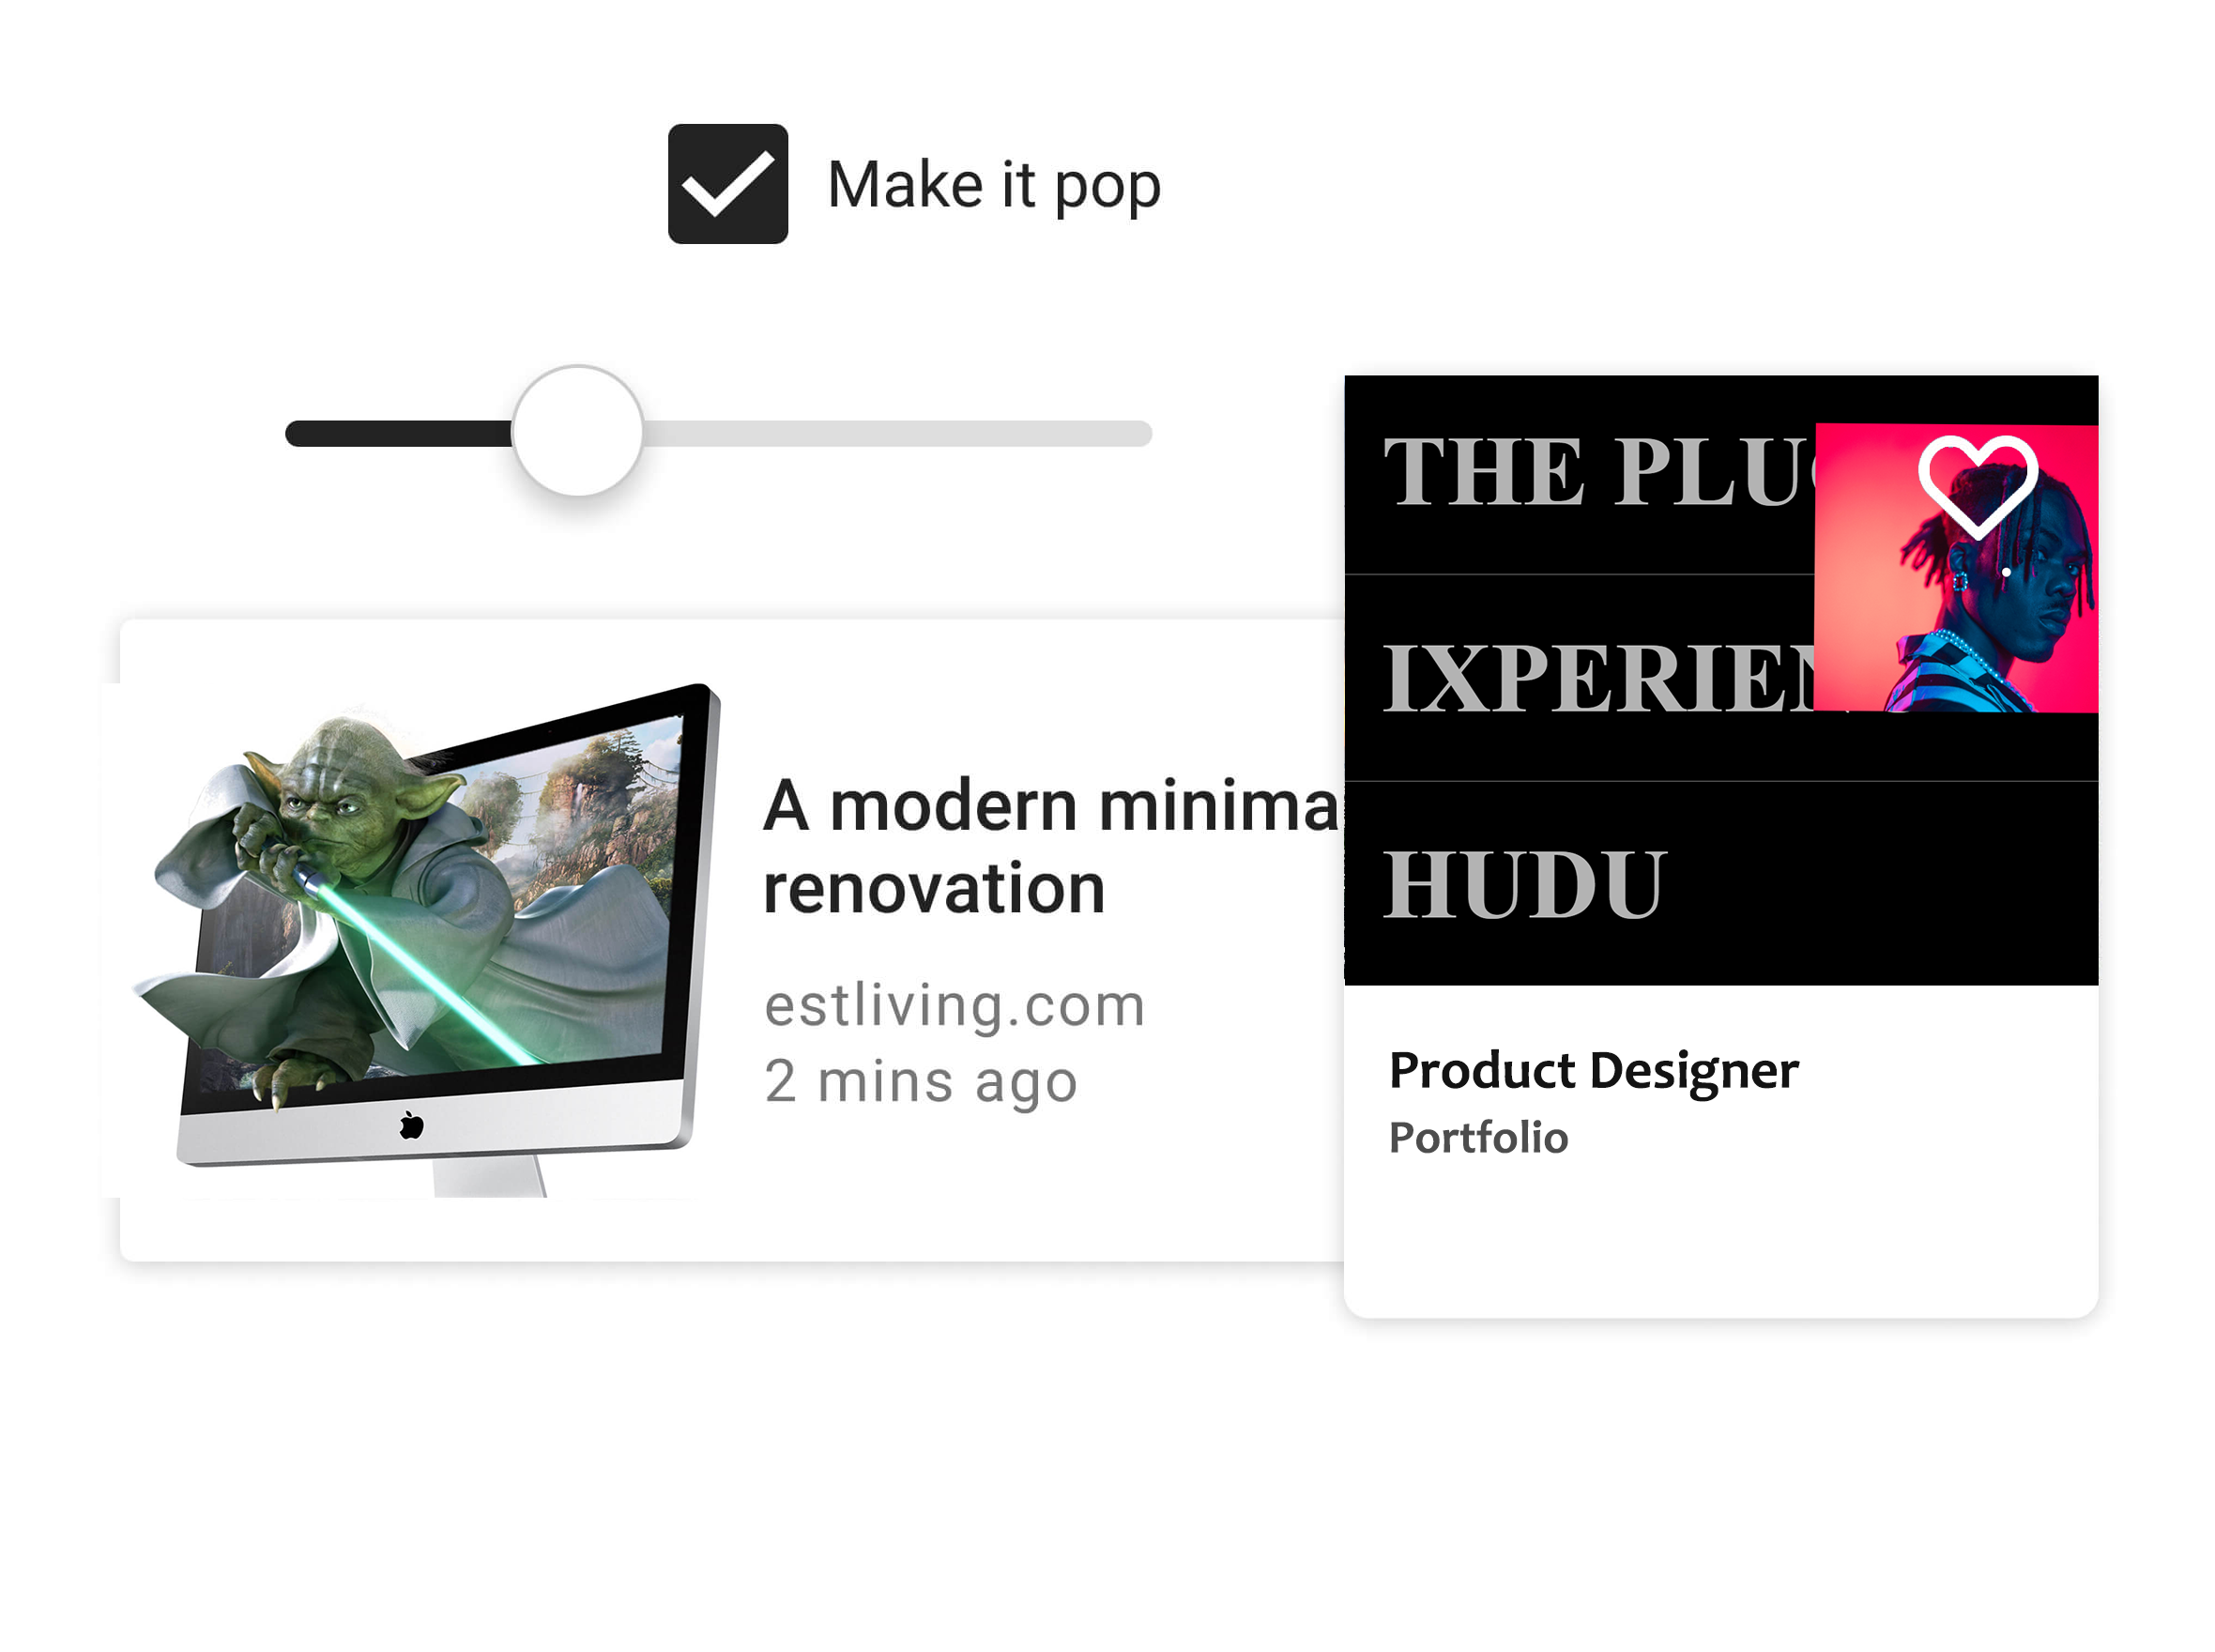 Make it pop
THE PLU
IXPERIEN
HUDU
A modern minima
renovation
estliving.com
2 mins ago
Product Designer
Portfolio